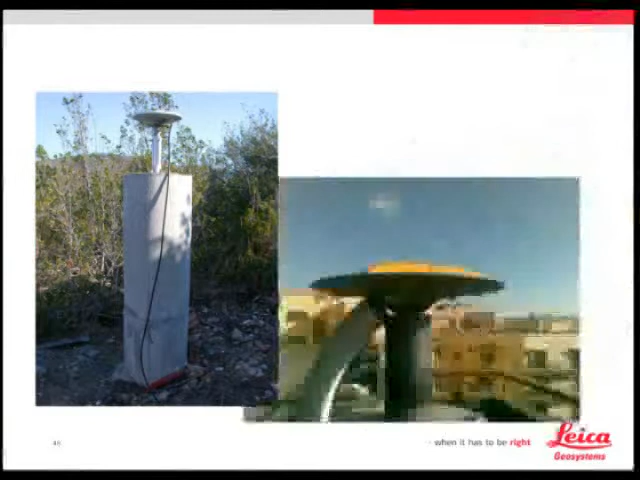 - when it has to be right
Leica
Geosystems